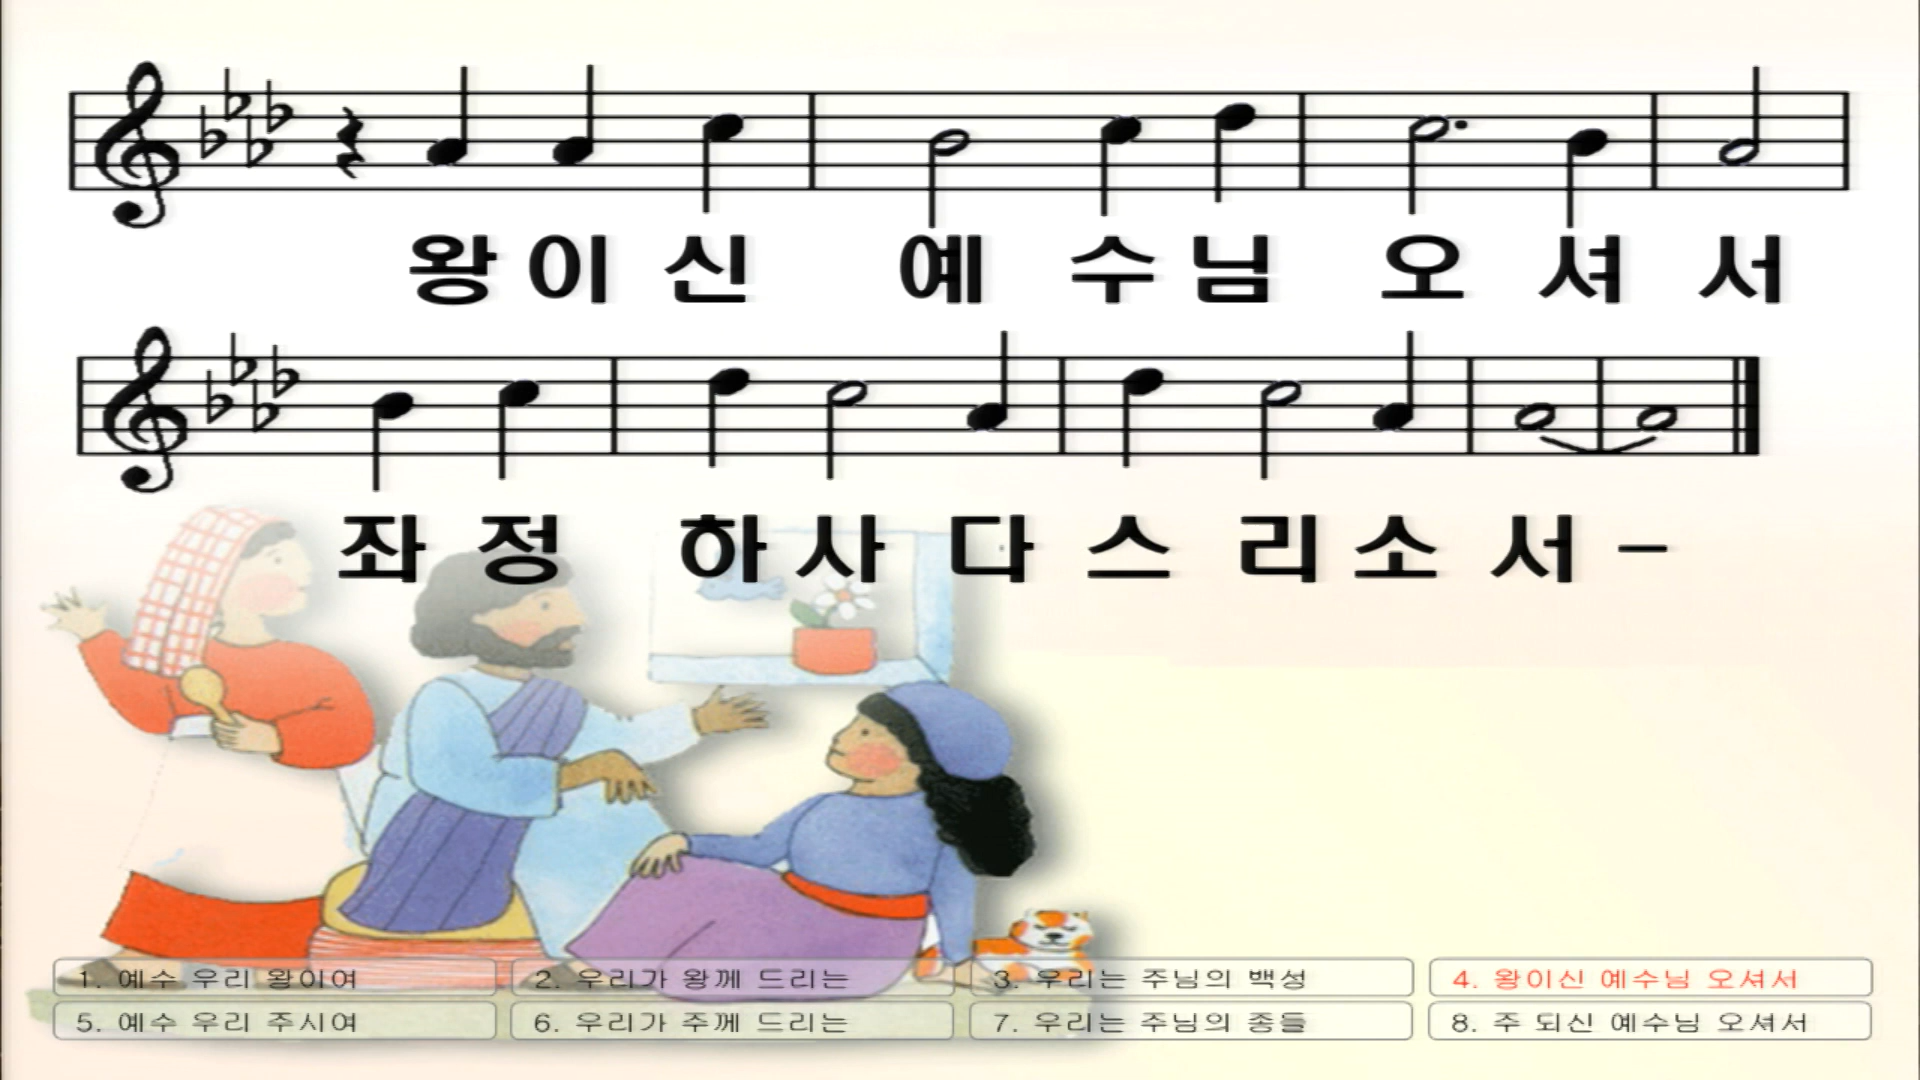 왕이신 예수님 오셔서
좌정 하사다스리소서-
1. 예수 우리 왕이여
2. 우리가 왕께 드리는
3. 우리는 주님의 백성
4. 왕이신 예수님 오셔서
5. 예수 우리 주시여
6. 우리가 주께 드리는
7. 우리는 주님의 종들
8. 주 되신 예수님 오셔서